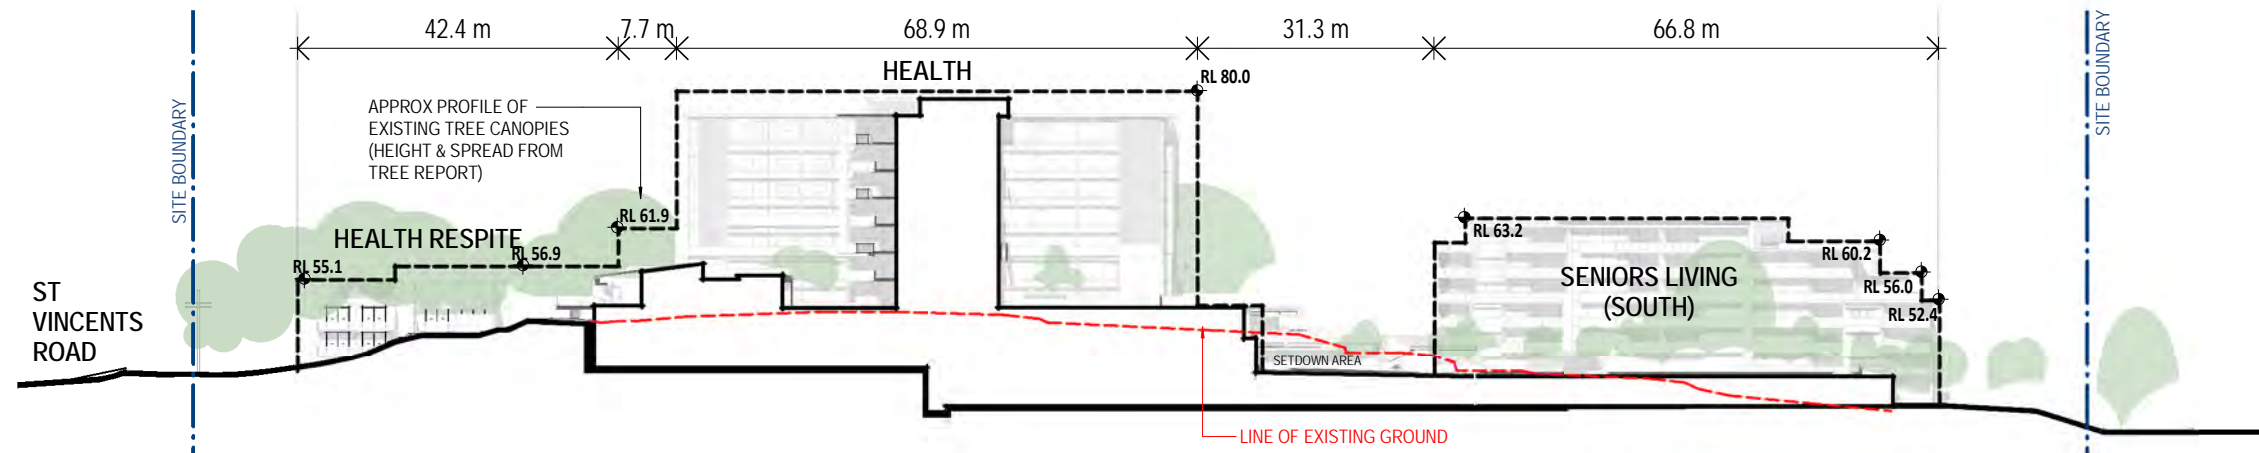 42.4 m
7.7 m
68.9 m
31.3 m
66.8 m
SITE BOUNDARY
SITE BOUNDARY
HEALTH
RL 80.0
APPROX PROFILE OF
EXISTING TREE CANOPIES
(HEIGHT & SPREAD FROM
TREE REPORT)
RL 61.9
HEALTH RESPITE
RL 56.9
RL 55.1
RL 63.2
RL 60.2
SENIORS LIVING
(SOUTH)
RL 56.0
RL 52.4
ST
VINCENTS
ROAD
SETDOWN AREA
LINE OF EXISTING GROUND